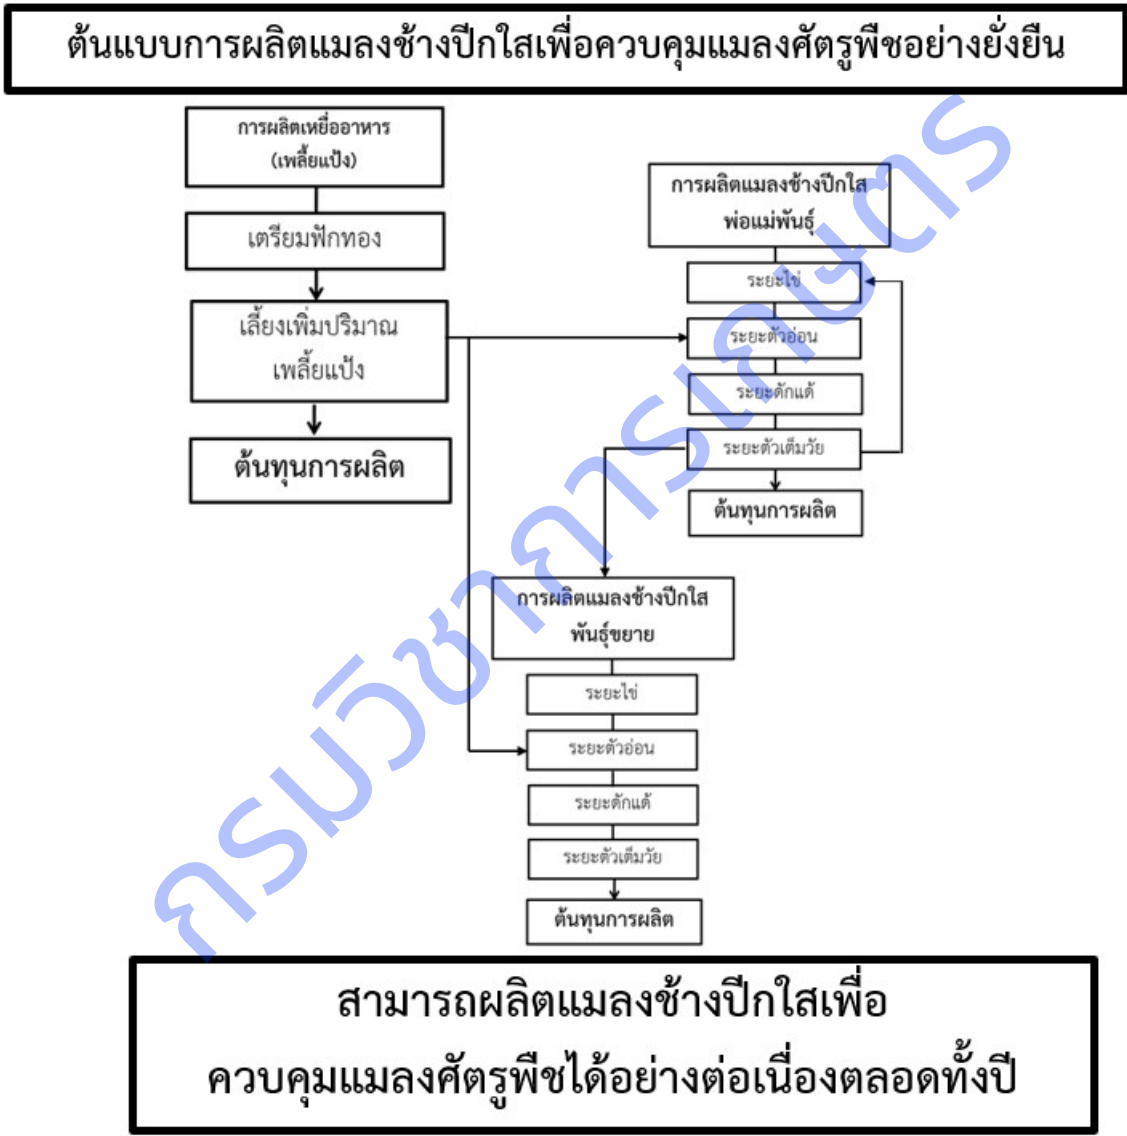 ต้นแบบการผลิตแมลงช้างปีกใสเพื่อควบคุมแมลงศัตรูพืชอย่างยั่งยืน
การผลิตเหยื่ออาหาร
(เพลี้ยแป้ง)
เตรียมฟักทอง
เลี้ยงเพิ่มปริมาณ
เพลี้ยแป้ง
ต้นทุนการผลิต
การผลิตแมลงช้างปีกใส
พ่อแม่พันธุ์
ระยะไข่
ระยะตัวอ่อน
ระยะดักแด้
ระยะตัวเต็มวัย
ต้นทุนการผลิต
การผลิตแมลงช้างปีกใส
พันธุ์ขยาย
ระยะไข่
ระยะตัวอ่อน
ระยะดักแด้
ระยะตัวเต็มวัย
ต้นทุนการผลิต
สามารถผลิตแมลงช้างปีกใสเพื่อ
ควบคุมแมลงศัตรูพืชได้อย่างต่อเนื่องตลอดทั้งปี
กรมวิชาการเกษตร